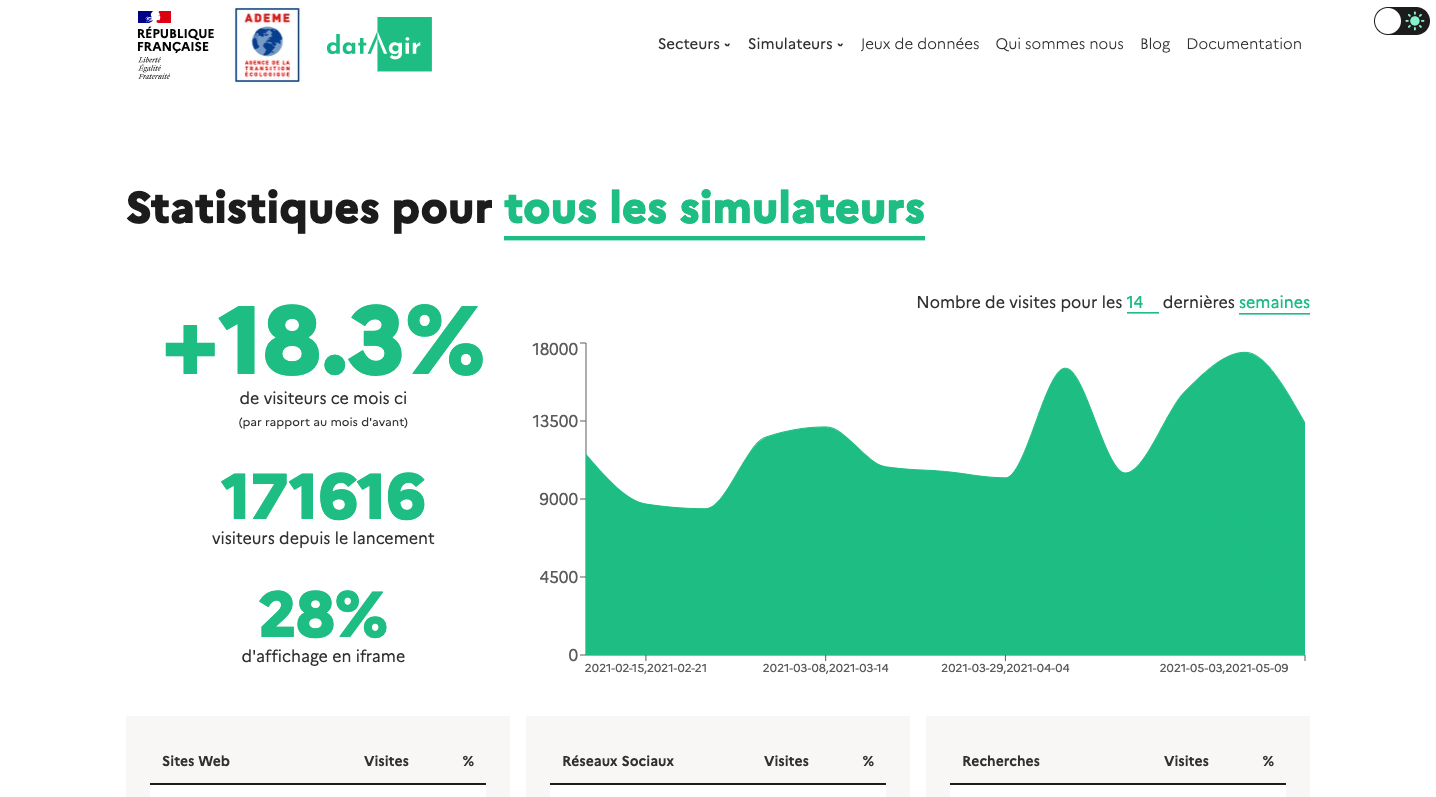 RÉPUBLIQUE
FRANÇAISE
Liberté
Égalité
Fraternité
ADEME
AGENCE DE LA
TRANSITION
ÉCOLOGIQUE
datAgir
Secteurs
Simulateurs
Jeux de données
Qui sommes nous
Blog
Documentation
Statistiques pour tous les simulateurs
+18.3%
de visiteurs ce mois ci
(par rapport au mois d'avant)
171616
visiteurs depuis le lancement
28%
d'affichage en iframe
Nombre de visites pour les 14 dernières semaines
18000
13500
9000
4500
0
2021-02-15,2021-02-21
2021-03-08,2021-03-14
2021-03-29,2021-04-04
2021-05-03,2021-05-09
Sites Web Visites %
Réseaux Sociaux Visites %
Recherches Visites %